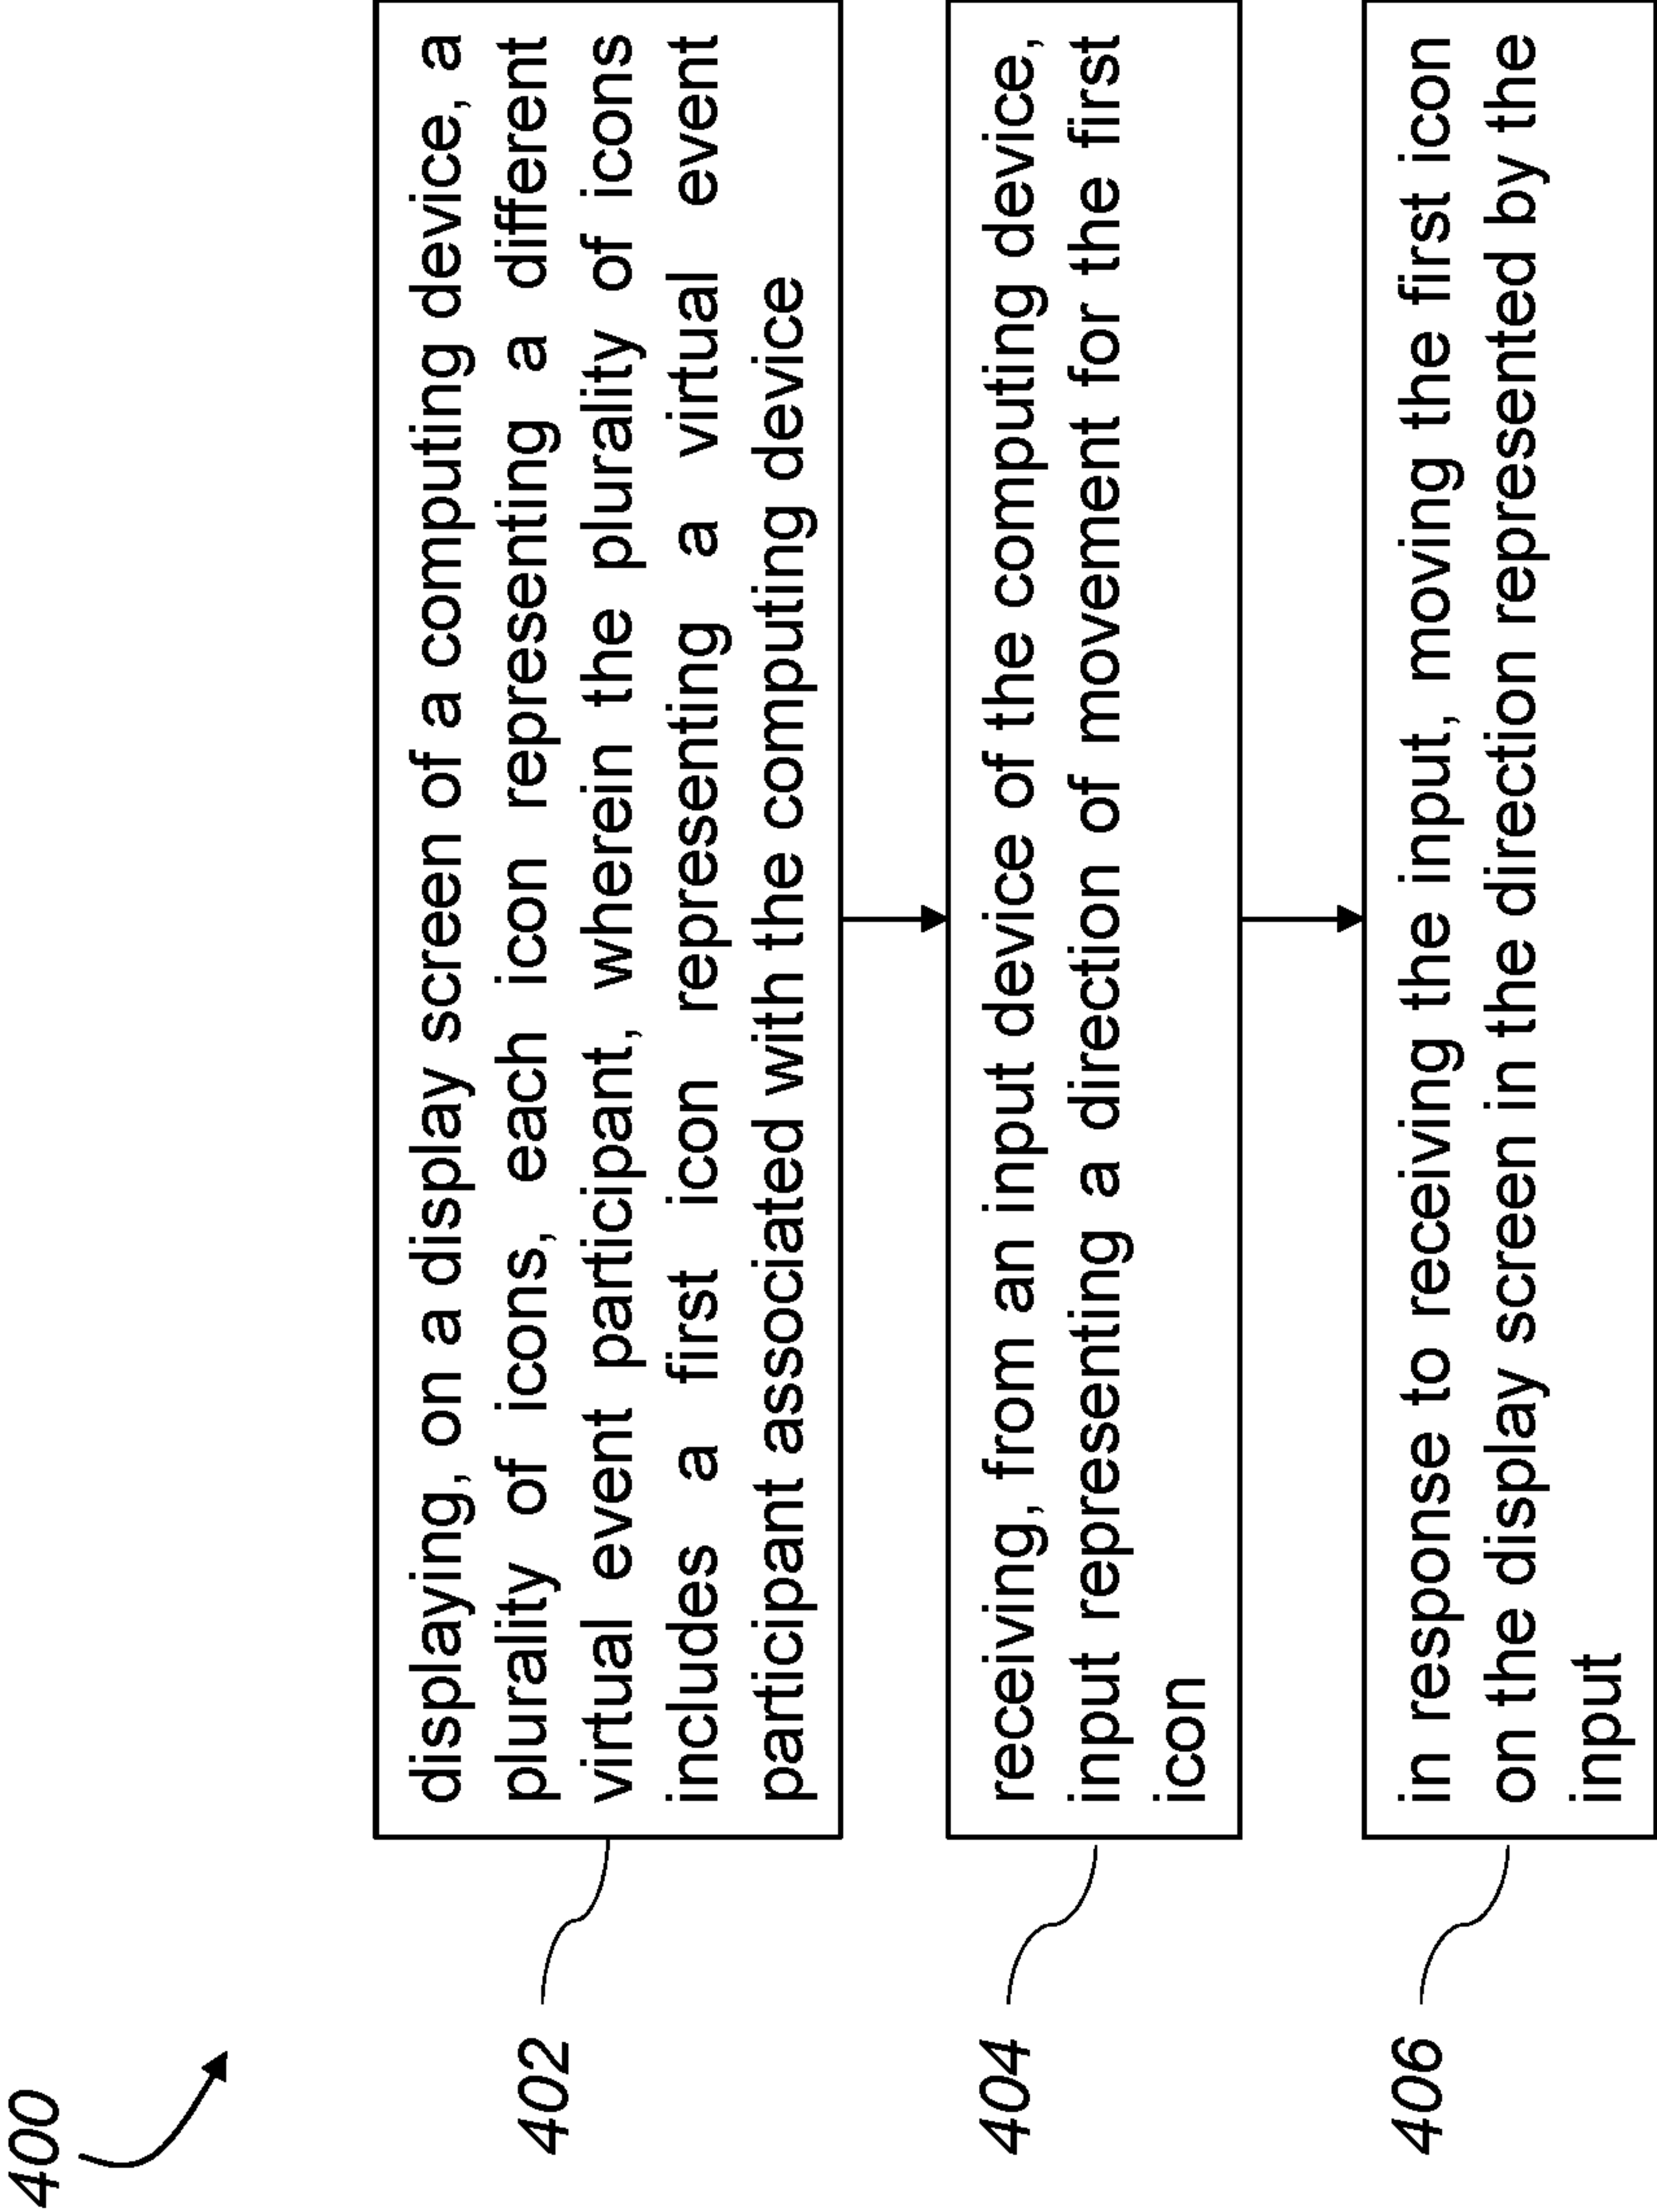 400
402
displaying, on a display screen of a computing device, a
plurality of icons, each icon representing a different
virtual event participant, wherein the plurality of icons
includes a first icon representing a virtual event
participant associated with the computing device
404
receiving, from an input device of the computing device,
input representing a direction of movement for the first
icon
406
in response to receiving the input, moving the first icon
on the display screen in the direction represented by the
input